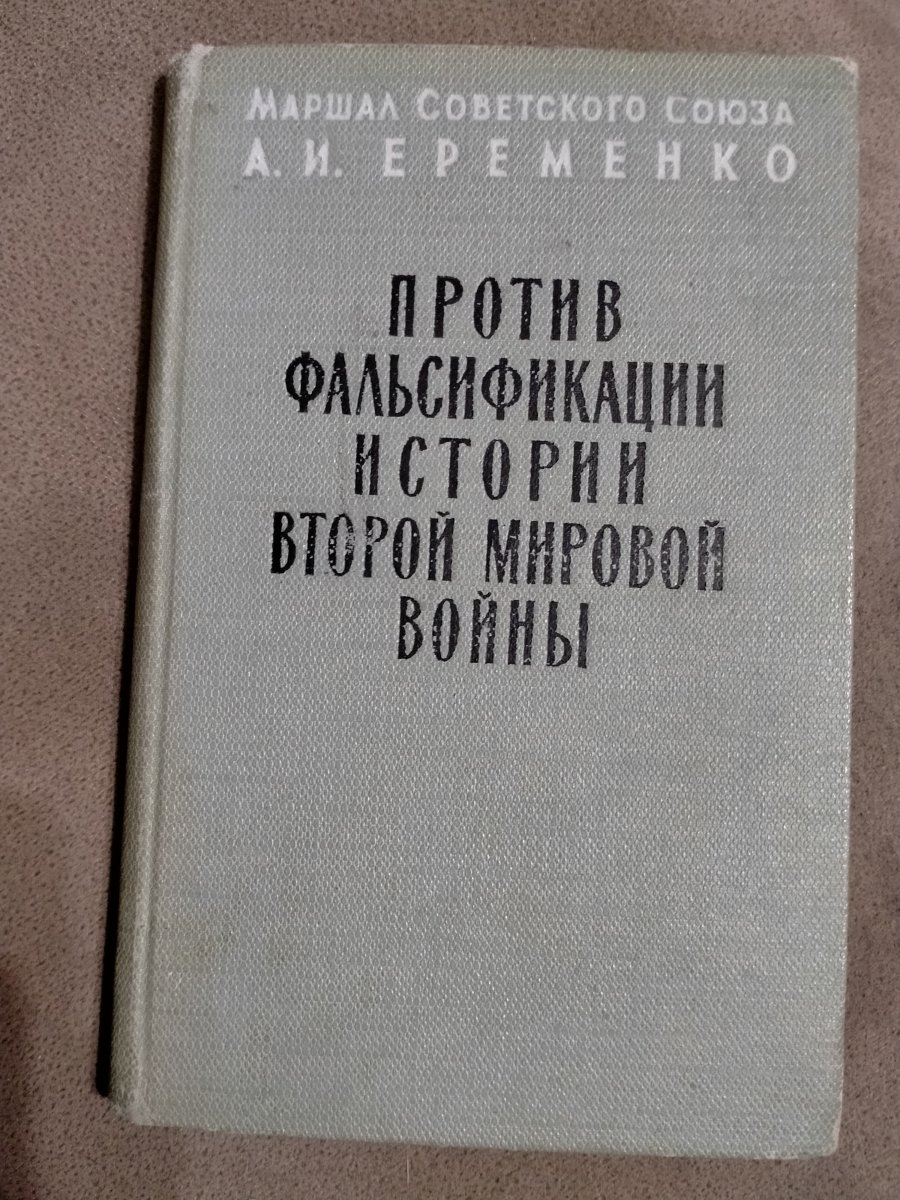 Маршал Советского Союза
А. И. ЕРЕМЕНКО
ПРОТИВ
ФАЛЬСИФИКАЦИИ
ИСТОРИИ
ВТОРОЙ МИРОВОЙ
ВОЙНЫ